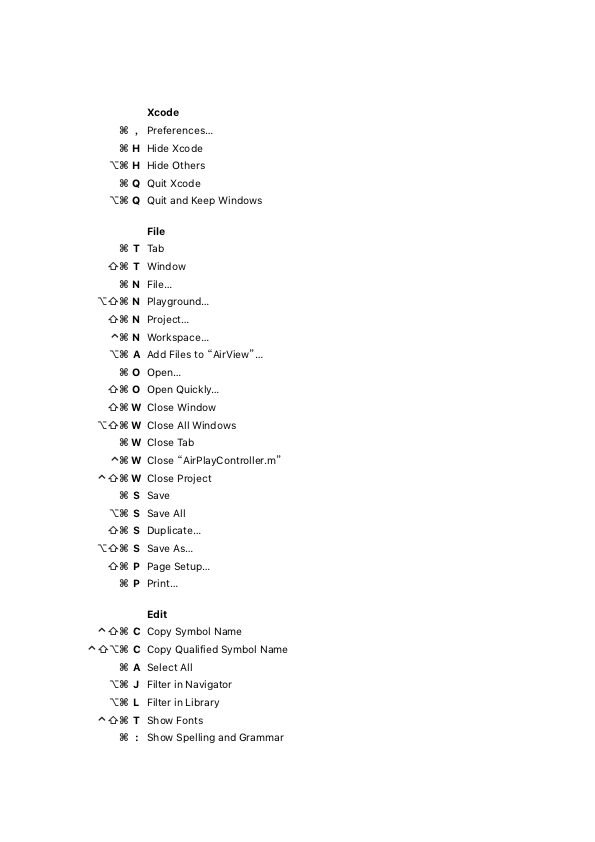 Xcode
⌘ , Preferences…
⌘ H Hide Xcode
⌥⌘ H Hide Others
⌘ Q Quit Xcode
⌥⌘ Q Quit and Keep Windows
File
⌘ T Tab
⇧⌘ T Window
⌘ N File…
⌥⇧⌘ N Playground…
⇧⌘ N Project…
⌃⌘ N Workspace…
⌥⌘ A Add Files to “AirView”…
⌘ O Open…
⇧⌘ O Open Quickly…
⇧⌘ W Close Window
⌥⇧⌘ W Close All Windows
⌘ W Close Tab
⌃⌘ W Close “AirPlayController.m”
⌃⇧⌘ W Close Project
⌘ S Save
⌥⌘ S Save All
⇧⌘ S Duplicate…
⌥⇧⌘ S Save As…
⇧⌘ P Page Setup…
⌘ P Print…
Edit
⌃⇧⌘ C Copy Symbol Name
⌃⇧⌥⌘ C Copy Qualified Symbol Name
⌘ A Select All
⌥⌘ J Filter in Navigator
⌥⌘ L Filter in Library
⌃⇧⌘ T Show Fonts
⌘ : Show Spelling and Grammar